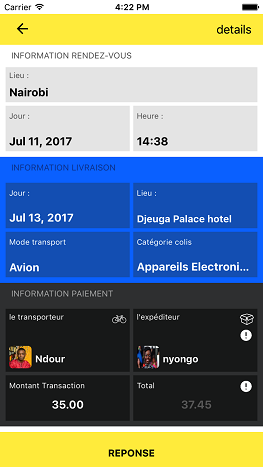 Carrier 4:22 PM
details
INFORMATION RENDEZ-VOUS
Lieu :
Nairobi
Jour : Heure :
Jul 11, 2017 14:38
INFORMATION LIVRAISON
Jour : Lieu :
Jul 13, 2017 Djeuga Palace hotel
Mode transport Catégorie colis
Avion Appareils Electroni...
INFORMATION PAIEMENT
le transporteur l'expéditeur
Ndour nyongo
Montant Transaction Total
35.00 37.45
REPONSE